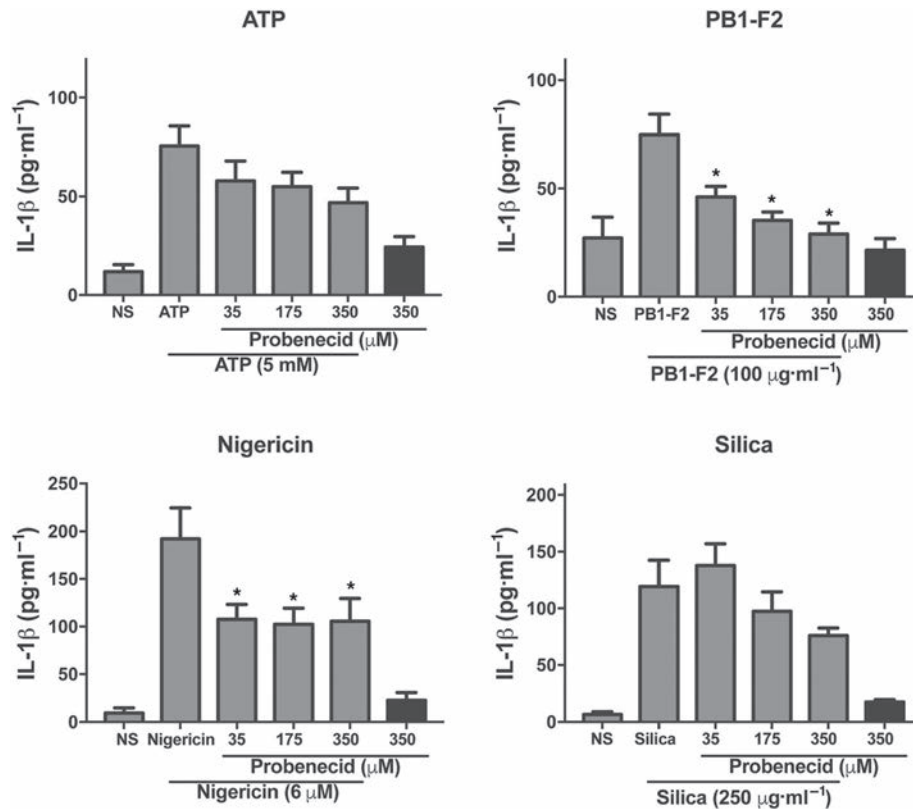 ATP
IL-1β (pg·ml⁻¹)
100
50
0
NS ATP 35 175 350 350
Probenecid (μM)
ATP (5 mM)
PB1-F2
IL-1β (pg·ml⁻¹)
100
50
0
* * *
NS PB1-F2 35 175 350 350
Probenecid (μM)
PB1-F2 (100 μg·ml⁻¹)
Nigericin
IL-1β (pg·ml⁻¹)
250
200
150
100
50
0
* * *
NS Nigericin 35 175 350 350
Probenecid (μM)
Nigericin (6 μM)
Silica
IL-1β (pg·ml⁻¹)
200
150
100
50
0
NS Silica 35 175 350 350
Probenecid (μM)
Silica (250 μg·ml⁻¹)